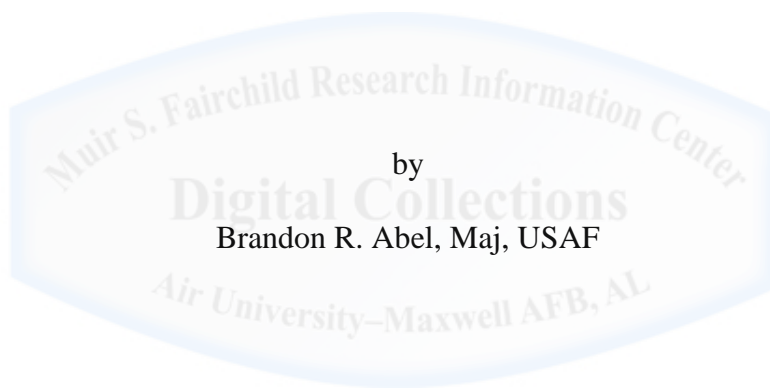 Muir S. Fairchild Research Information Center
by
Digital Collections
Brandon R. Abel, Maj, USAF
Air University–Maxwell AFB, AL